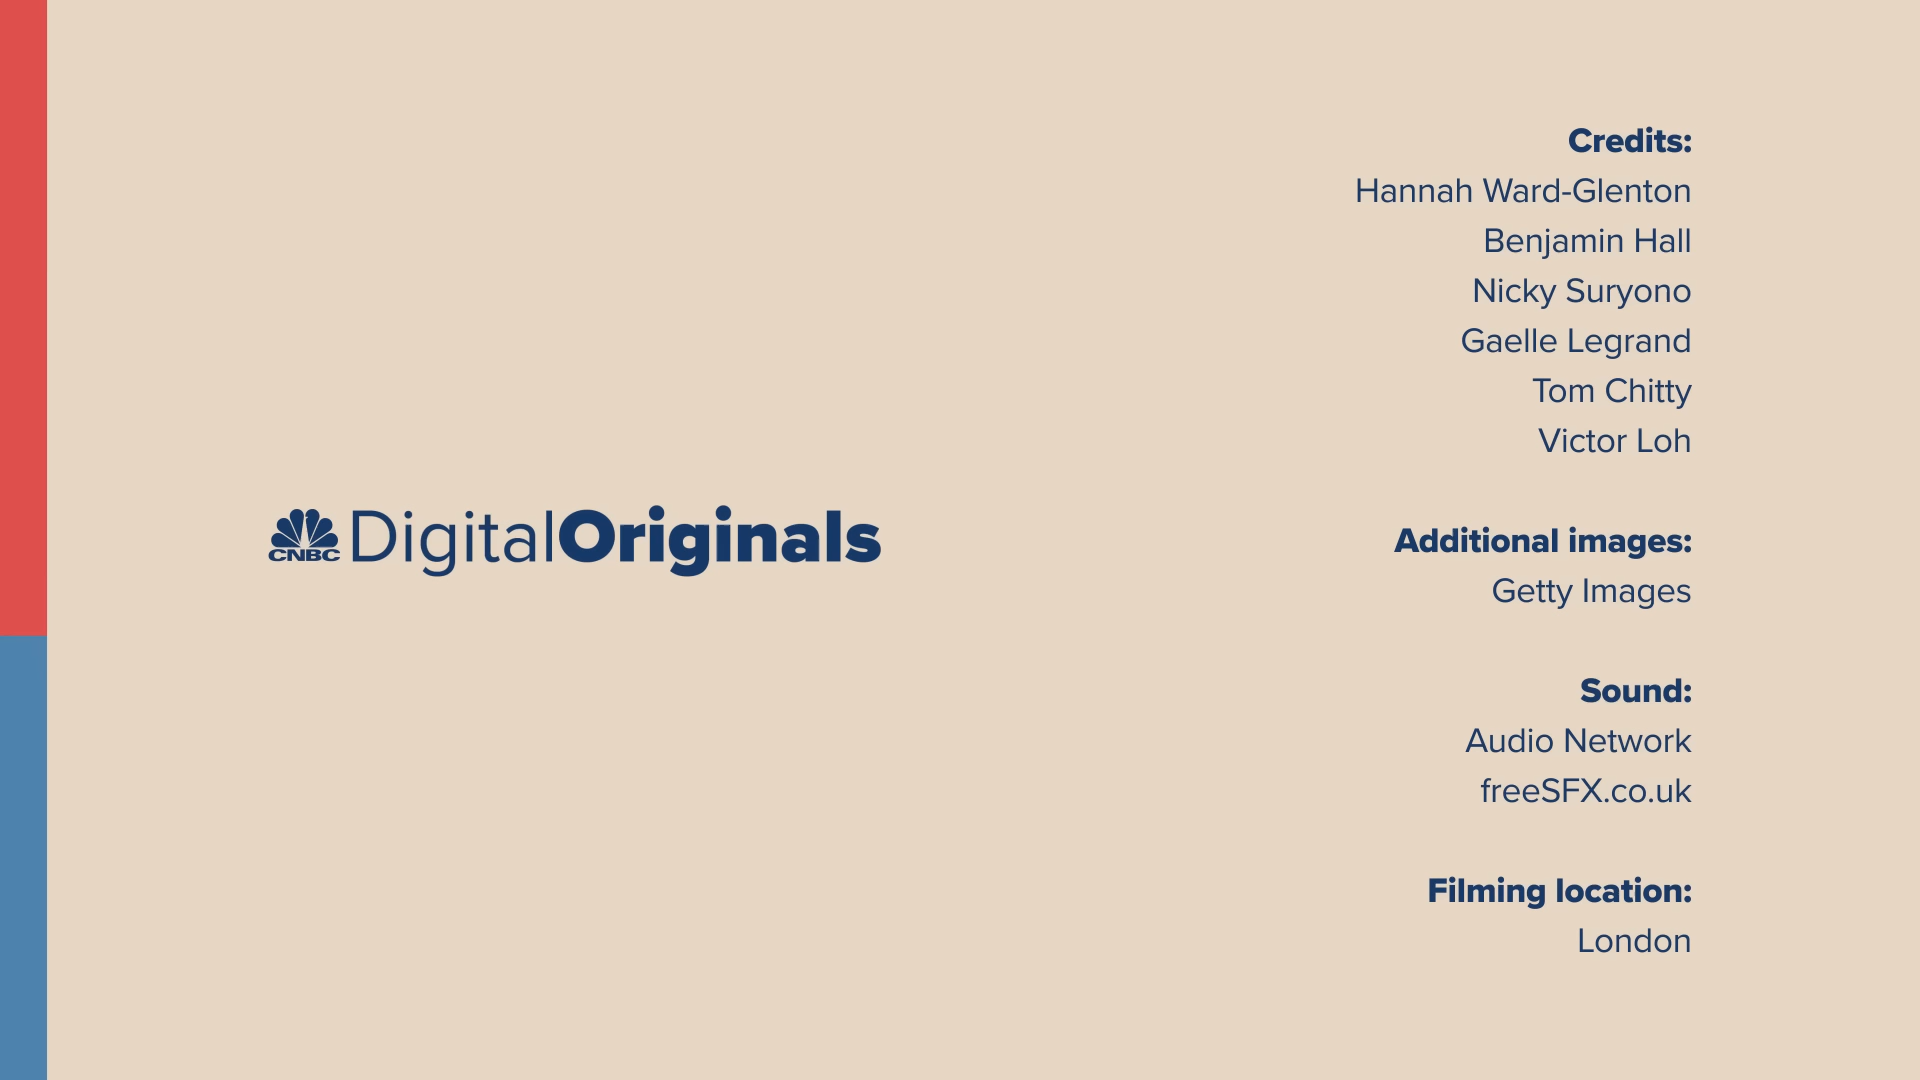 CNBC DigitalOriginals
Credits:
Hannah Ward-Glenton
Benjamin Hall
Nicky Suryono
Gaelle Legrand
Tom Chitty
Victor Loh
Additional images:
Getty Images
Sound:
Audio Network
freeSFX.co.uk
Filming location:
London